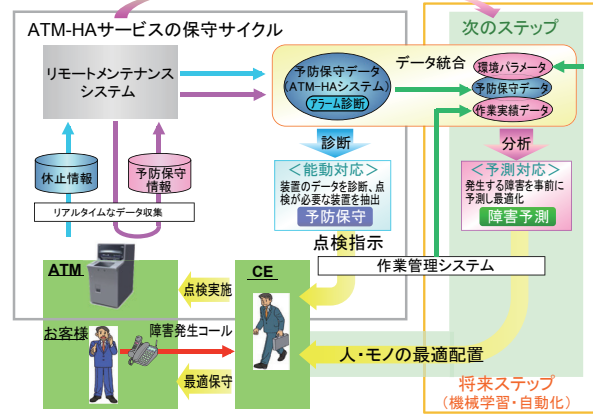 ATM-HAサービスの保守サイクル
次のステップ
リモートメンテナンス
システム
予防保守データ
(ATM-HAシステム)
アラーム診断
データ統合
環境パラメータ
予防保守データ
作業実績データ
診断
分析
休止情報
予防保守
情報
リアルタイムなデータ収集
＜能動対応＞
装置のデータを診断、点
検が必要な装置を抽出
予防保守
＜予測対応＞
発生する障害を事前に
予測し最適化
障害予測
点検指示
作業管理システム
ATM
点検実施
CE
お客様
障害発生コール
最適保守
人・モノの最適配置
将来ステップ
（機械学習・自動化）